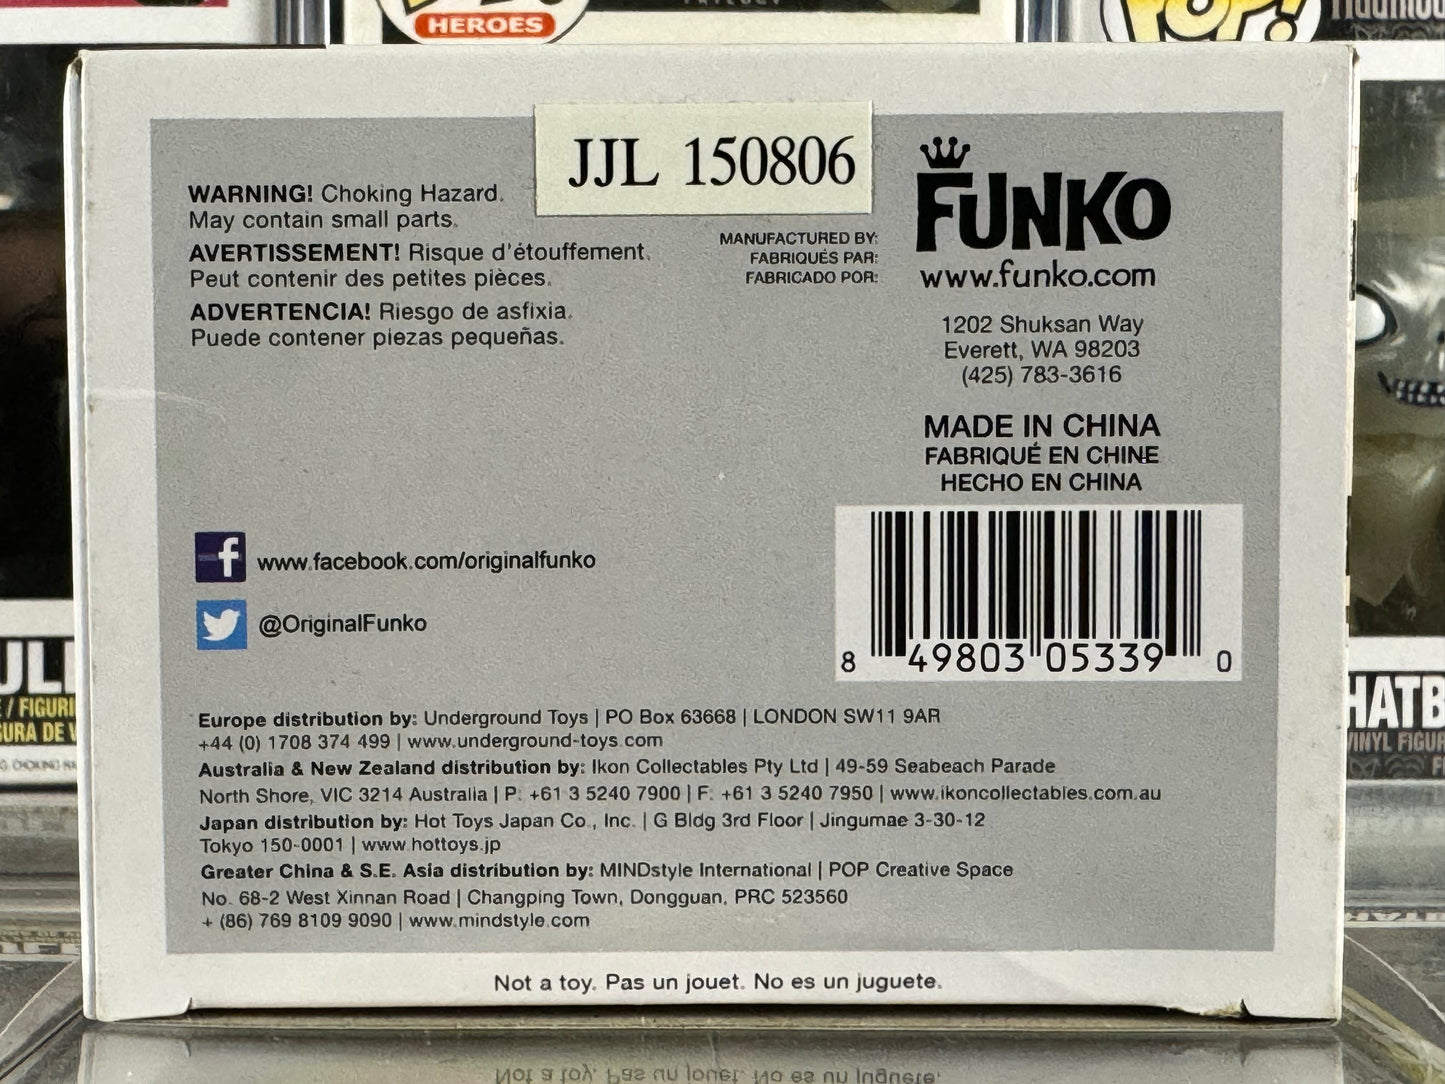 HEROES
POP!
JJL 150806
WARNING! Choking Hazard.
May contain small parts.
AVERTISSEMENT! Risque d'étouffement.
Peut contenir des petites pièces.
ADVERTENCIA! Riesgo de asfixia.
Puede contener piezas pequeñas.
MANUFACTURED BY:
FABRIQUÉS PAR:
FABRICADO POR:
FUNKO
www.funko.com
1202 Shuksan Way
Everett, WA 98203
(425) 783-3616
MADE IN CHINA
FABRIQUÉ EN CHINE
HECHO EN CHINA
8 49803 05339 0
f www.facebook.com/originalfunko
@OriginalFunko
Europe distribution by: Underground Toys | PO Box 63668 | LONDON SW11 9AR
+44 (0) 1708 374 499 | www.underground-toys.com
Australia & New Zealand distribution by: Ikon Collectables Pty Ltd | 49-59 Seabeach Parade
North Shore, VIC 3214 Australia | P: +61 3 5240 7900 | F: +61 3 5240 7950 | www.ikoncollectables.com.au
Japan distribution by: Hot Toys Japan Co., Inc. | G Bldg 3rd Floor | Jingumae 3-30-12
Tokyo 150-0001 | www.hottoys.jp
Greater China & S.E. Asia distribution by: MINDstyle International | POP Creative Space
No. 68-2 West Xinnan Road | Changping Town, Dongguan, PRC 523560
+ (86) 769 8109 9090 | www.mindstyle.com
Not a toy. Pas un jouet. No es un juguete.
HATB
VINYL FIGUR